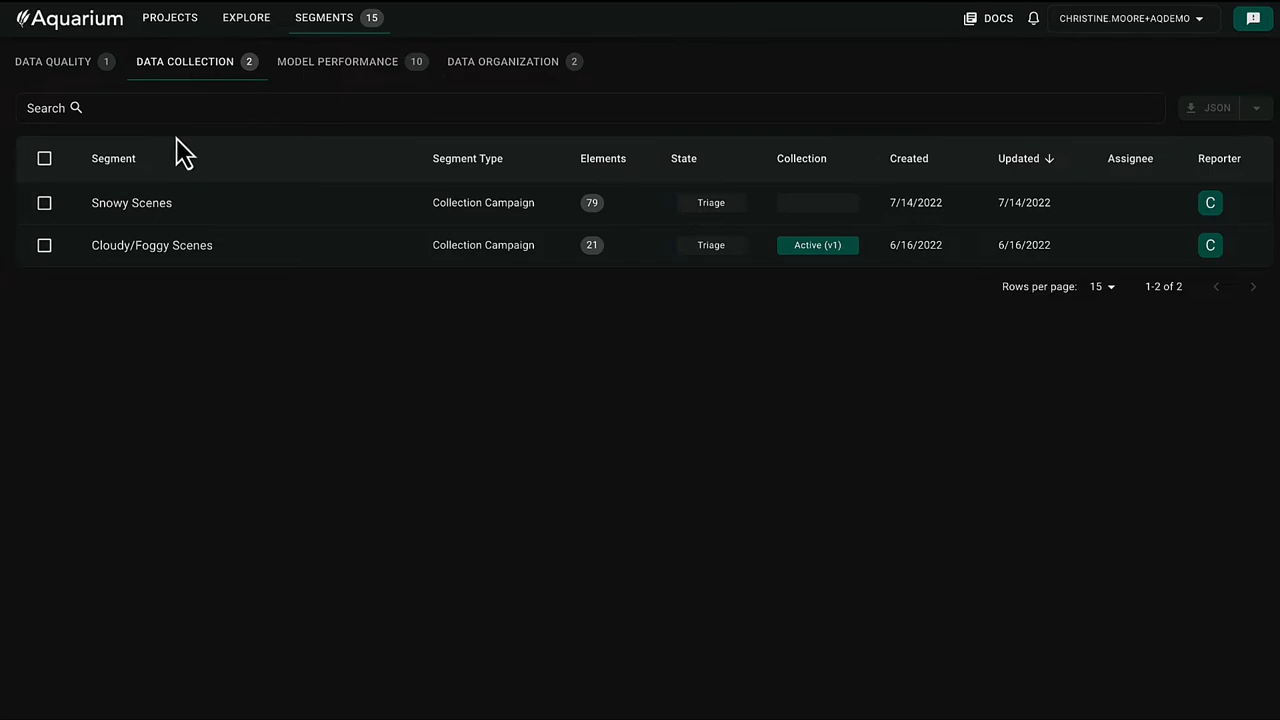 Aquarium PROJECTS EXPLORE SEGMENTS 15 DOCS CHRISTINE.MOORE+AQDEMO
DATA QUALITY 1 DATA COLLECTION 2 MODEL PERFORMANCE 10 DATA ORGANIZATION 2
Search JSON
Segment Segment Type Elements State Collection Created Updated Assignee Reporter
Snowy Scenes Collection Campaign 79 Triage 7/14/2022 7/14/2022 C
Cloudy/Foggy Scenes Collection Campaign 21 Triage Active (v1) 6/16/2022 6/16/2022 C
Rows per page: 15 1-2 of 2